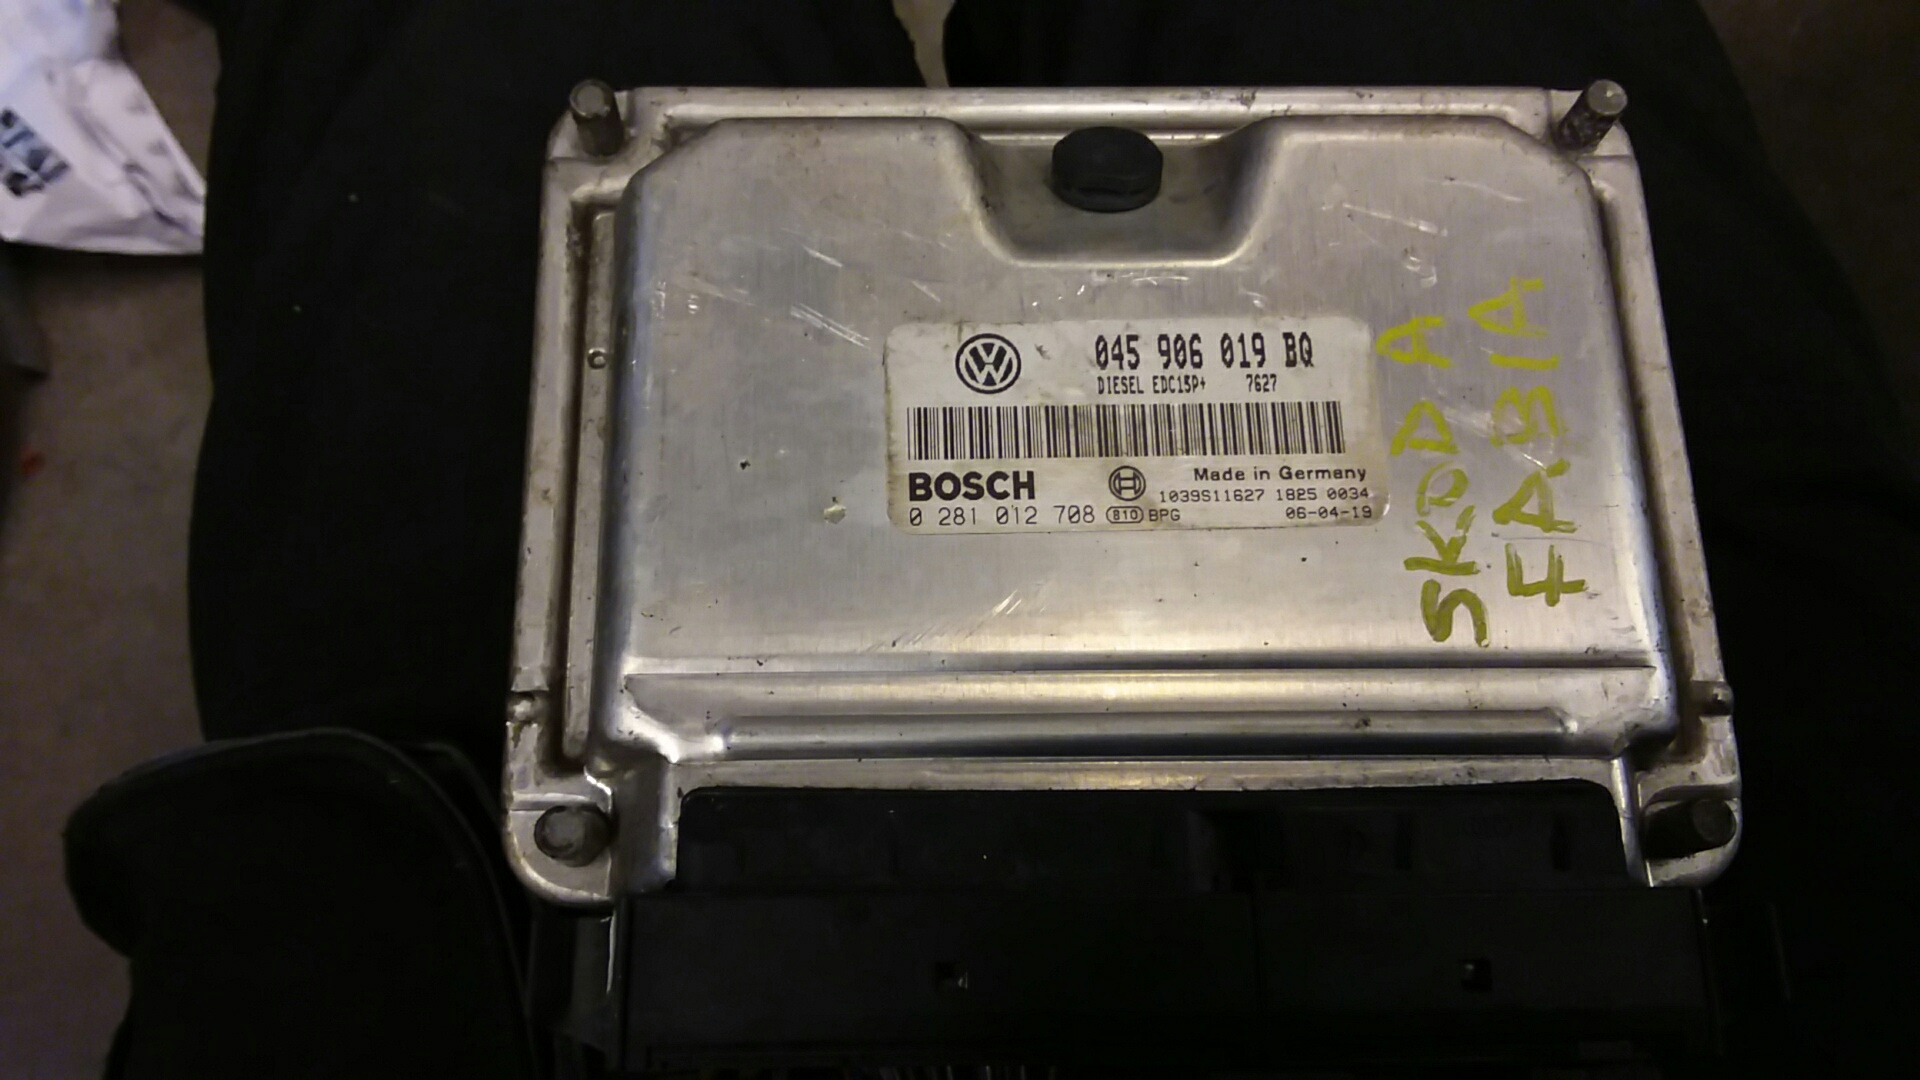 045 906 019 BQ
DIESEL EDC15P+ 7627
BOSCH
Made in Germany
1039S11627 1825 0034
0 281 012 708 810 BPG 06-04-19
SKODA
FABIA